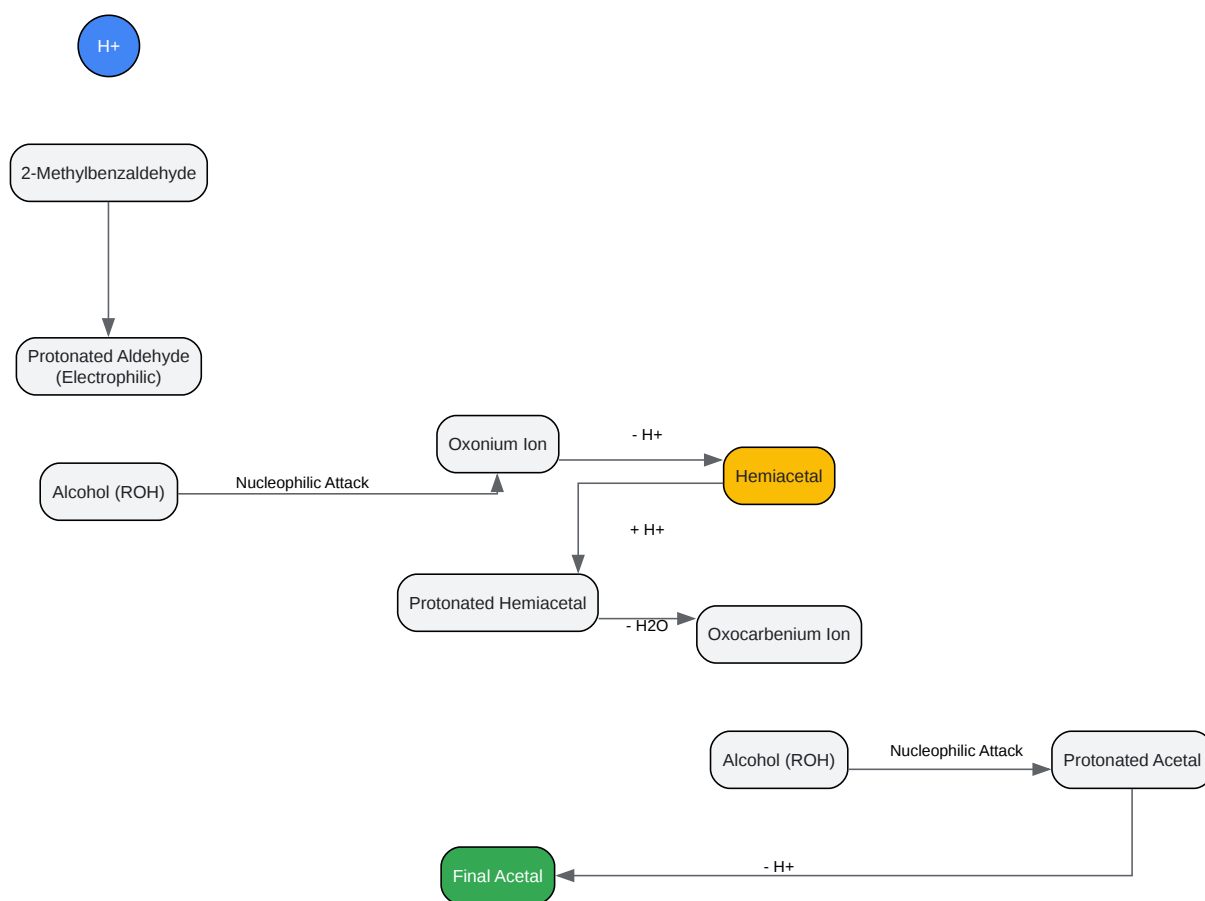 H+
2-Methylbenzaldehyde
Protonated Aldehyde
(Electrophilic)
Oxonium Ion
- H+
Hemiacetal
Alcohol (ROH)
Nucleophilic Attack
+ H+
Protonated Hemiacetal
- H2O
Oxocarbenium Ion
Alcohol (ROH)
Nucleophilic Attack
Protonated Acetal
- H+
Final Acetal